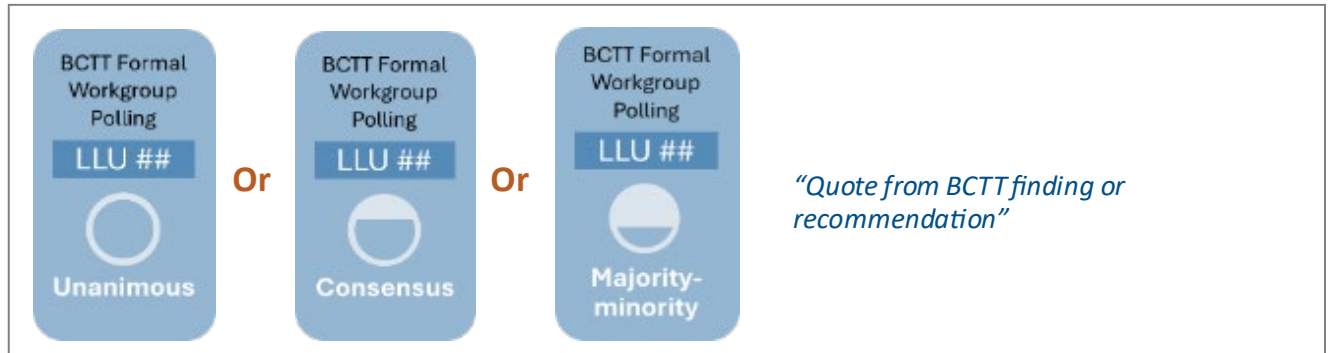 BCTT Formal
Workgroup
Polling
LLU ##
Unanimous
Or
BCTT Formal
Workgroup
Polling
LLU ##
Consensus
Or
BCTT Formal
Workgroup
Polling
LLU ##
Majority-
minority
“Quote from BCTT finding or
recommendation”